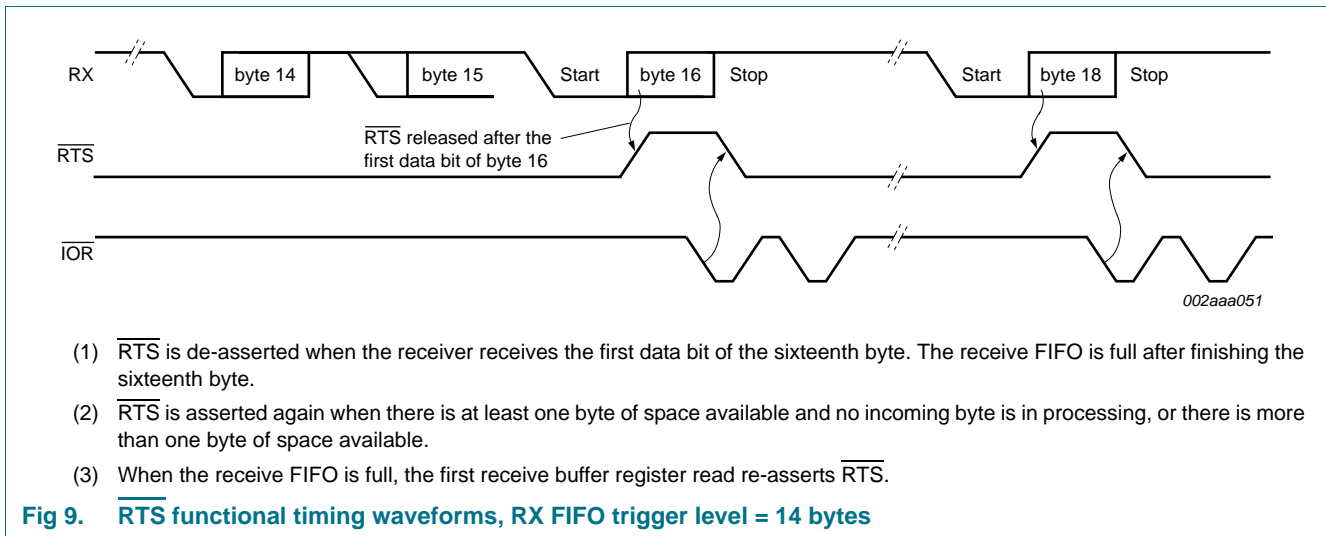 RX
byte 14
byte 15
Start
byte 16
Stop
Start
byte 18
Stop
RTS released after the
first data bit of byte 16
RTS
IOR
002aaa051
(1) RTS is de-asserted when the receiver receives the first data bit of the sixteenth byte. The receive FIFO is full after finishing the
sixteenth byte.
(2) RTS is asserted again when there is at least one byte of space available and no incoming byte is in processing, or there is more
than one byte of space available.
(3) When the receive FIFO is full, the first receive buffer register read re-asserts RTS.
Fig 9. RTS functional timing waveforms, RX FIFO trigger level = 14 bytes